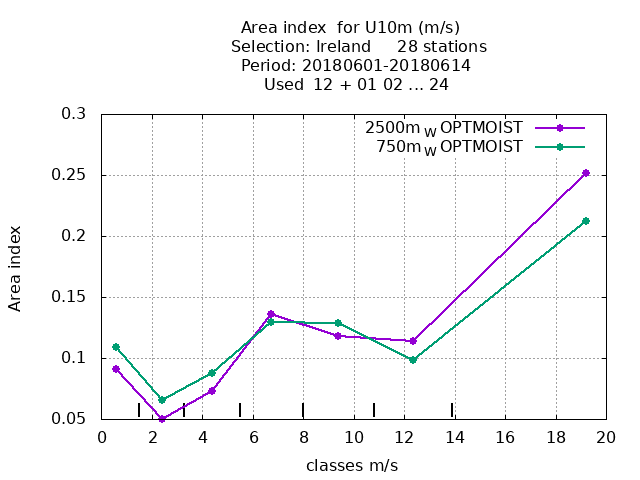 Area index  for U10m (m/s)
Selection: Ireland     28 stations
Period: 20180601-20180614
Used  12 + 01 02 ... 24
0.3
0.25
0.2
0.15
0.1
0.05
Area index
2500m W OPTMOIST
750m W OPTMOIST
0 2 4 6 8 10 12 14 16 18 20
classes m/s